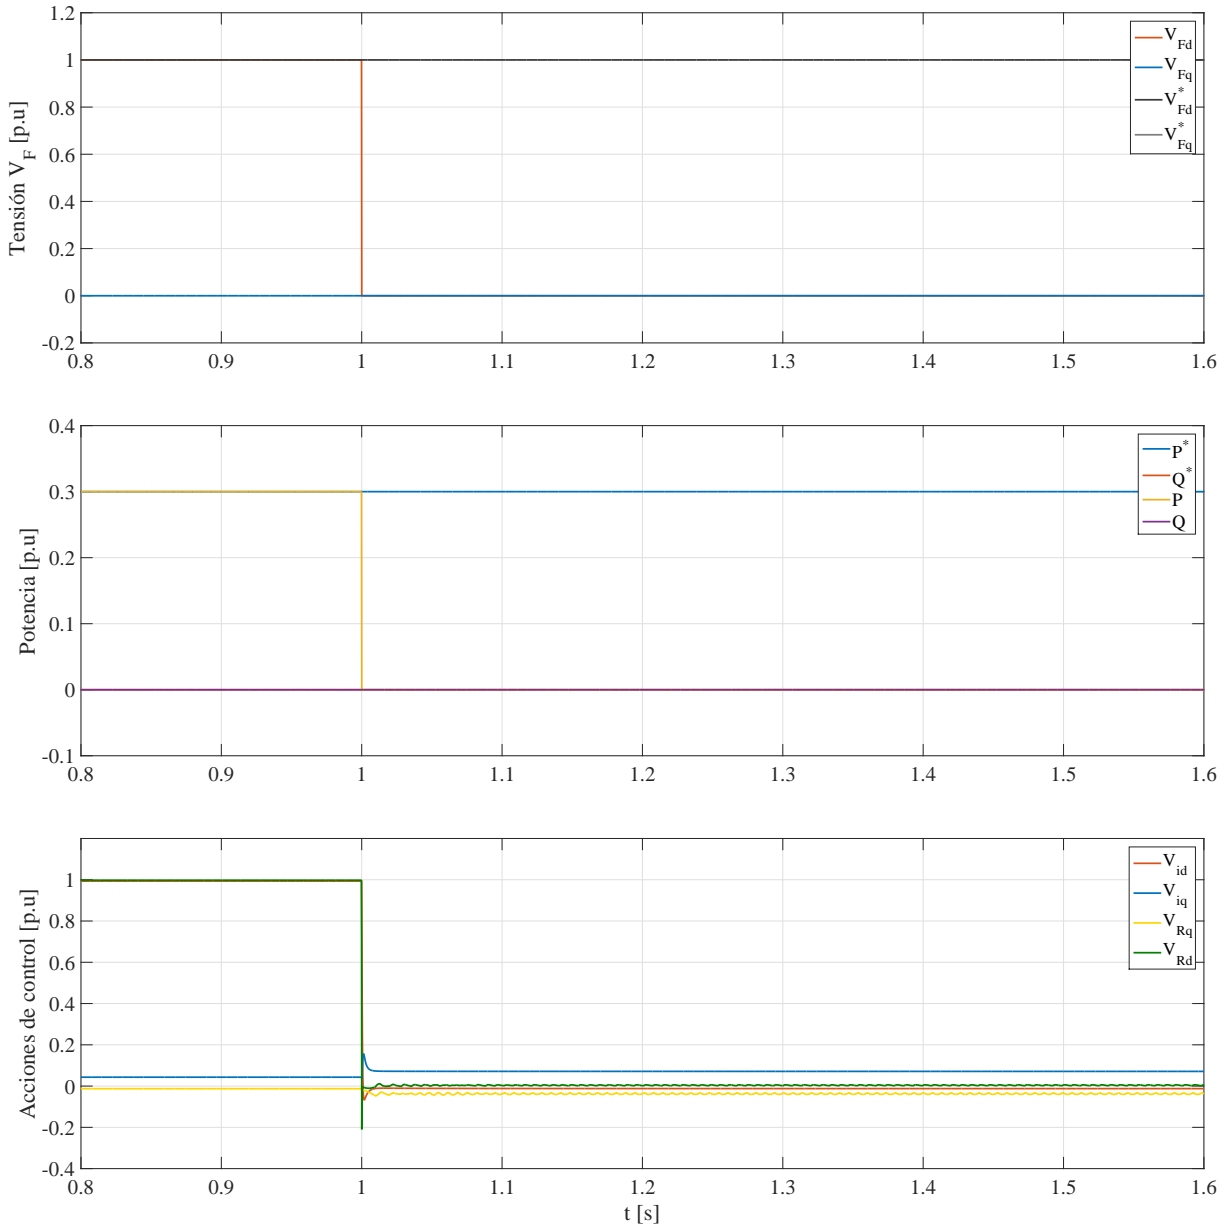 1.2
1
0.8
0.6
0.4
0.2
0
-0.2
Tensión V_F [p.u]
0.8 0.9 1 1.1 1.2 1.3 1.4 1.5 1.6
V_Fd
V_Fq
V*_Fd
V*_Fq
0.4
0.3
0.2
0.1
0
-0.1
Potencia [p.u]
0.8 0.9 1 1.1 1.2 1.3 1.4 1.5 1.6
P*
Q*
P
Q
1
0.8
0.6
0.4
0.2
0
-0.2
-0.4
Acciones de control [p.u]
0.8 0.9 1 1.1 1.2 1.3 1.4 1.5 1.6
t [s]
V_id
V_iq
V_Rq
V_Rd